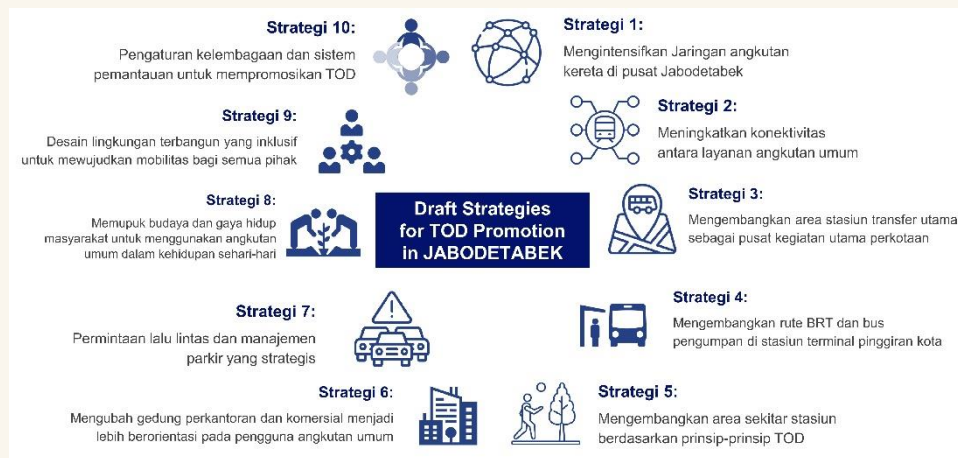 Draft Strategies
for TOD Promotion
in JABODETABEK
Strategi 1:
Mengintensifkan Jaringan angkutan
kereta di pusat Jabodetabek
Strategi 2:
Meningkatkan konektivitas
antara layanan angkutan umum
Strategi 3:
Mengembangkan area stasiun transfer utama
sebagai pusat kegiatan utama perkotaan
Strategi 4:
Mengembangkan rute BRT dan bus
pengumpan di stasiun terminal pinggiran kota
Strategi 5:
Mengembangkan area sekitar stasiun
berdasarkan prinsip-prinsip TOD
Strategi 6:
Mengubah gedung perkantoran dan komersial menjadi
lebih berorientasi pada pengguna angkutan umum
Strategi 7:
Permintaan lalu lintas dan manajemen
parkir yang strategis
Strategi 8:
Memupuk budaya dan gaya hidup
masyarakat untuk menggunakan angkutan
umum dalam kehidupan sehari-hari
Strategi 9:
Desain lingkungan terbangun yang inklusif
untuk mewujudkan mobilitas bagi semua pihak
Strategi 10:
Pengaturan kelembagaan dan sistem
pemantauan untuk mempromosikan TOD